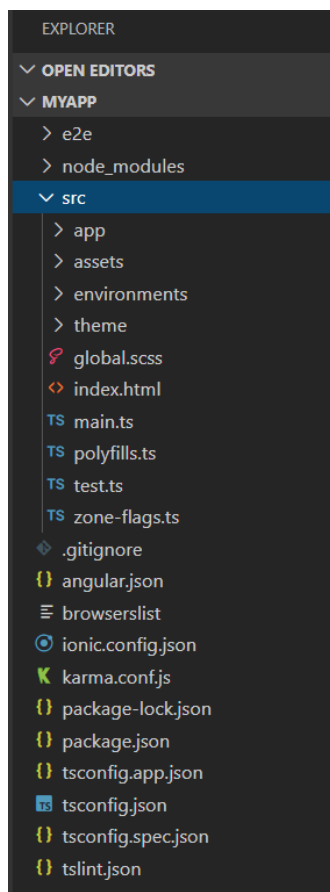 EXPLORER
OPEN EDITORS
MYAPP
e2e
node_modules
src
app
assets
environments
theme
global.scss
index.html
TS main.ts
TS polyfills.ts
TS test.ts
TS zone-flags.ts
.gitignore
{} angular.json
browserslist
ionic.config.json
karma.conf.js
{} package-lock.json
{} package.json
{} tsconfig.app.json
TS tsconfig.json
{} tsconfig.spec.json
{} tslint.json